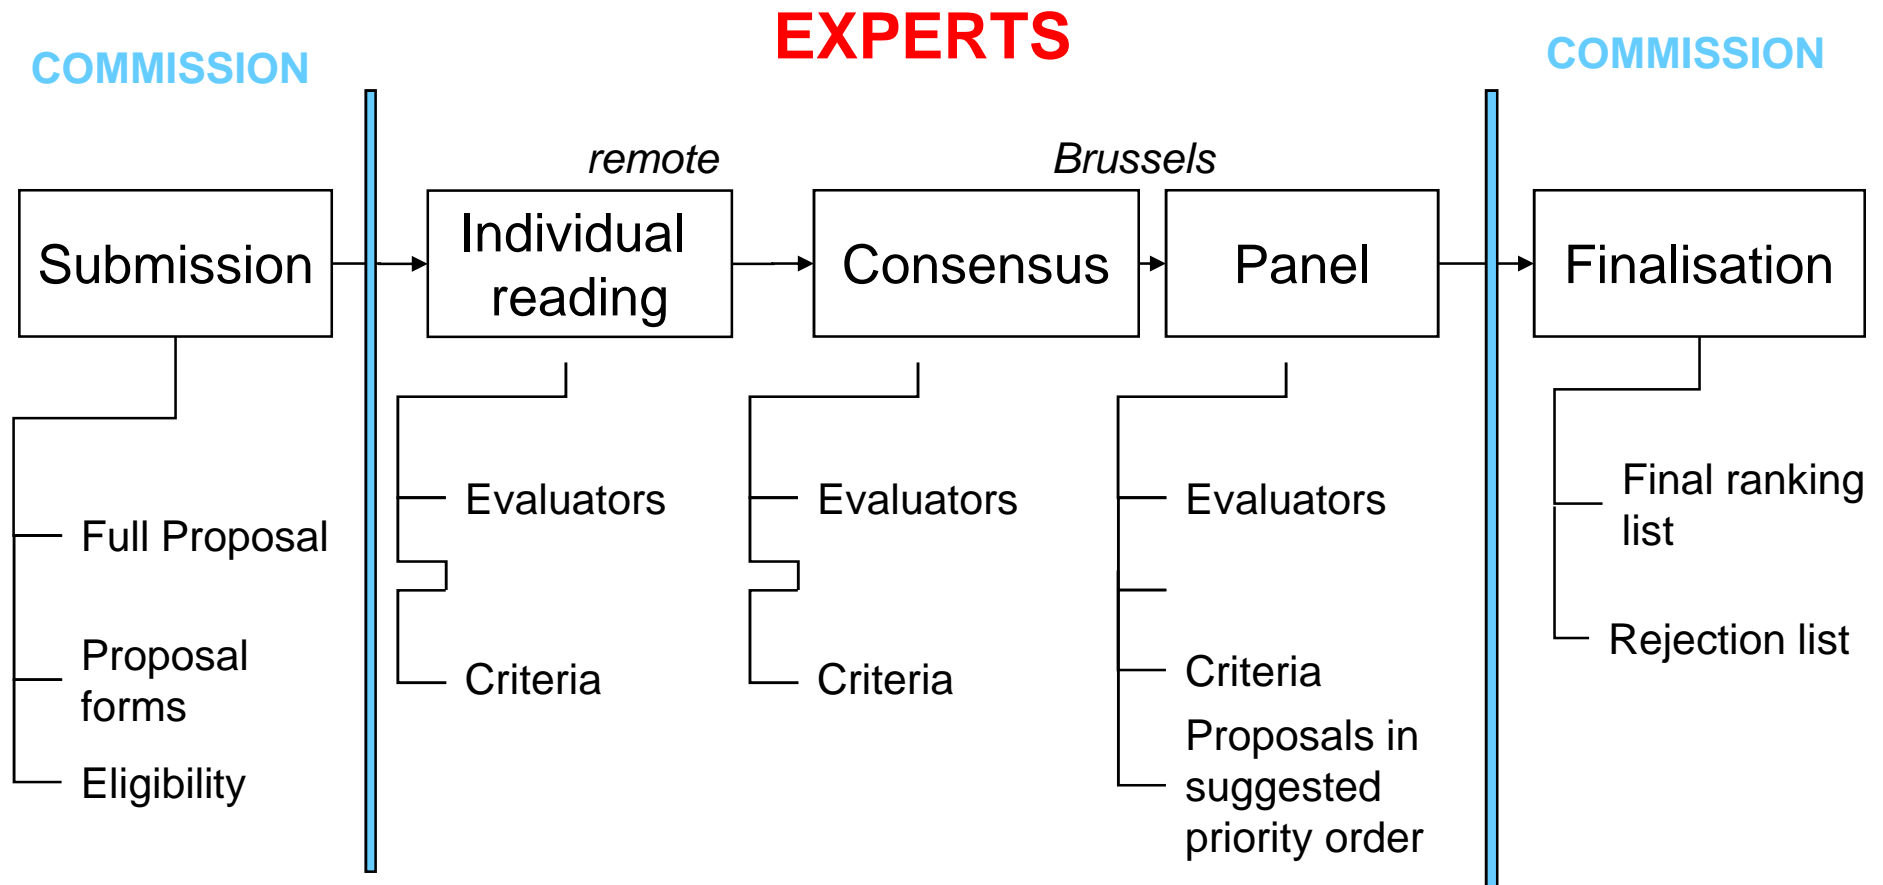 EXPERTS
COMMISSION
COMMISSION
remote
Brussels
Submission
Individual
reading
Consensus
Panel
Finalisation
Full Proposal
Proposal
forms
Eligibility
Evaluators
Criteria
Evaluators
Criteria
Evaluators
Criteria
Proposals in
suggested
priority order
Final ranking
list
Rejection list